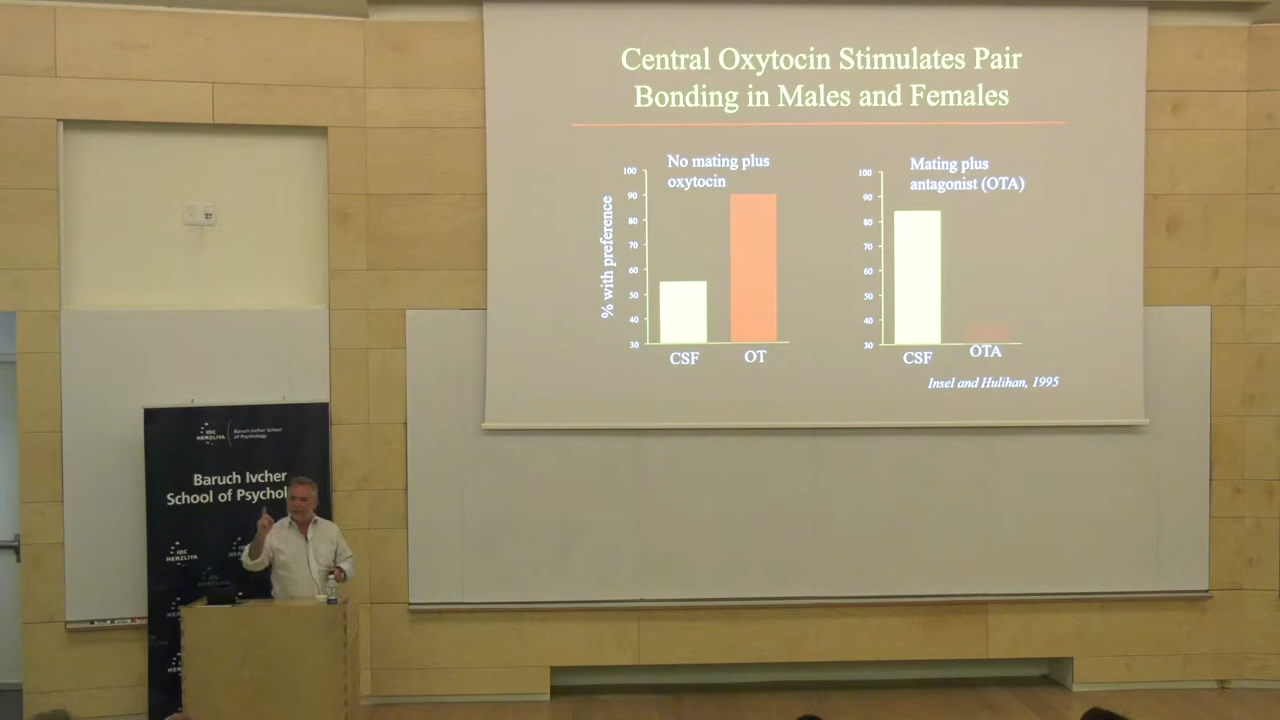 Central Oxytocin Stimulates Pair
Bonding in Males and Females
No mating plus
oxytocin
% with preference
100
90
80
70
60
50
40
30
CSF
OT
Mating plus
antagonist (OTA)
100
90
80
70
60
50
40
30
CSF
OTA
Insel and Hulihan, 1995
IDC
HERZLIYA
Baruch Ivcher School
of Psychology
Baruch Ivcher
School of Psychol
IDC
HERZLIYA
IDC
HERZLIYA